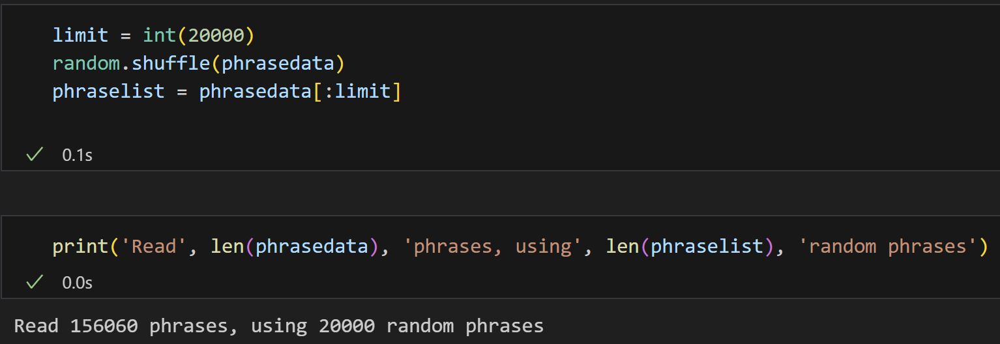 limit = int(20000)
random.shuffle(phrasedata)
phraselist = phrasedata[:limit]
0.1s
print('Read', len(phrasedata), 'phrases, using', len(phraselist), 'random phrases')
0.0s
Read 156060 phrases, using 20000 random phrases